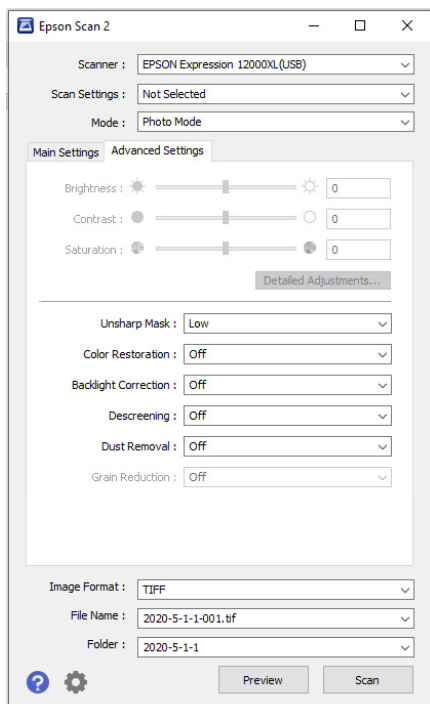 Epson Scan 2
Scanner : EPSON Expression 12000XL(USB)
Scan Settings : Not Selected
Mode : Photo Mode
Main Settings Advanced Settings
Brightness : 0
Contrast : 0
Saturation : 0
Detailed Adjustments...
Unsharp Mask : Low
Color Restoration : Off
Backlight Correction : Off
Descreening : Off
Dust Removal : Off
Grain Reduction : Off
Image Format : TIFF
File Name : 2020-5-1-1-001.tif
Folder : 2020-5-1-1
? Preview Scan